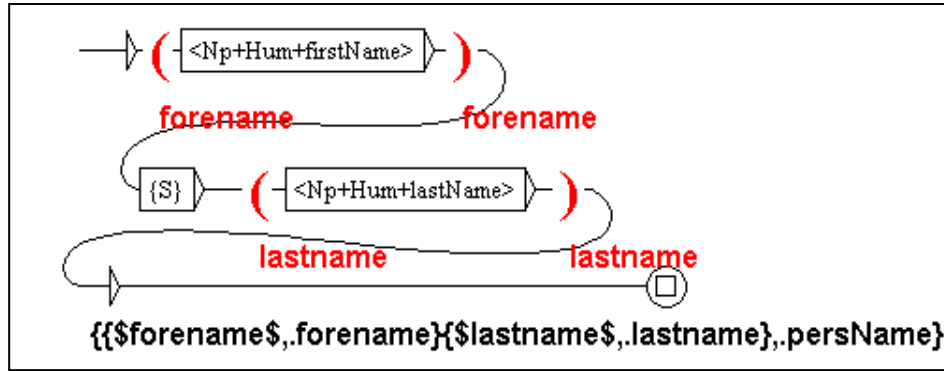 ( <Np+Hum+firstName> )
forename forename
{S} ( <Np+Hum+lastName> )
lastname lastname
{{$forename$,.forename}{$lastname$,.lastname},.persName}